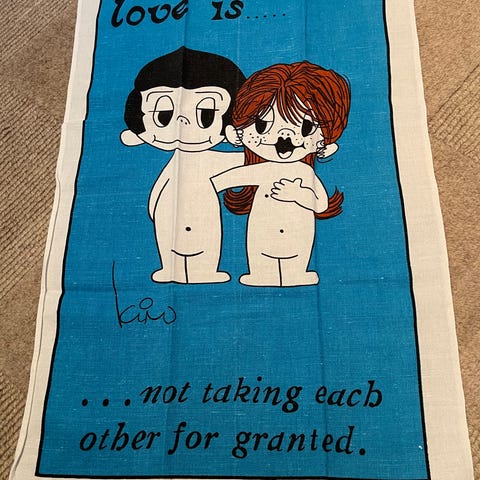 love is.....
kim
...not taking each
other for granted.